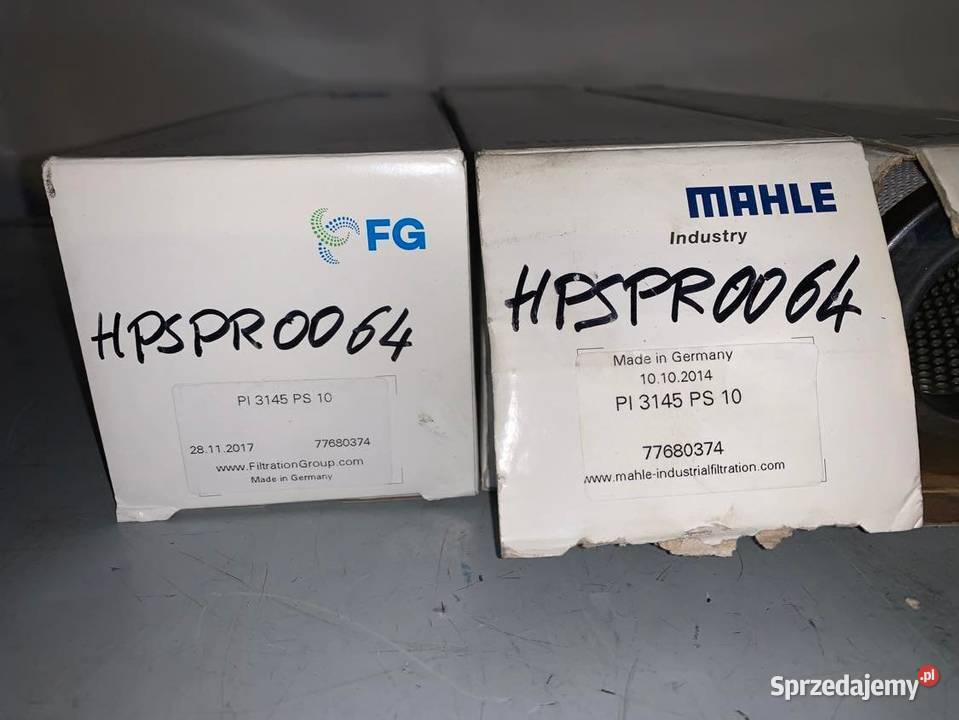 FG
HPSPR0064
PI 3145 PS 10
28.11.2017 77680374
www.FiltrationGroup.com
Made in Germany
MAHLE
Industry
HPSPR0064
Made in Germany
10.10.2014
PI 3145 PS 10
77680374
www.mahle-industrialfiltration.com
Sprzedajemy.pl